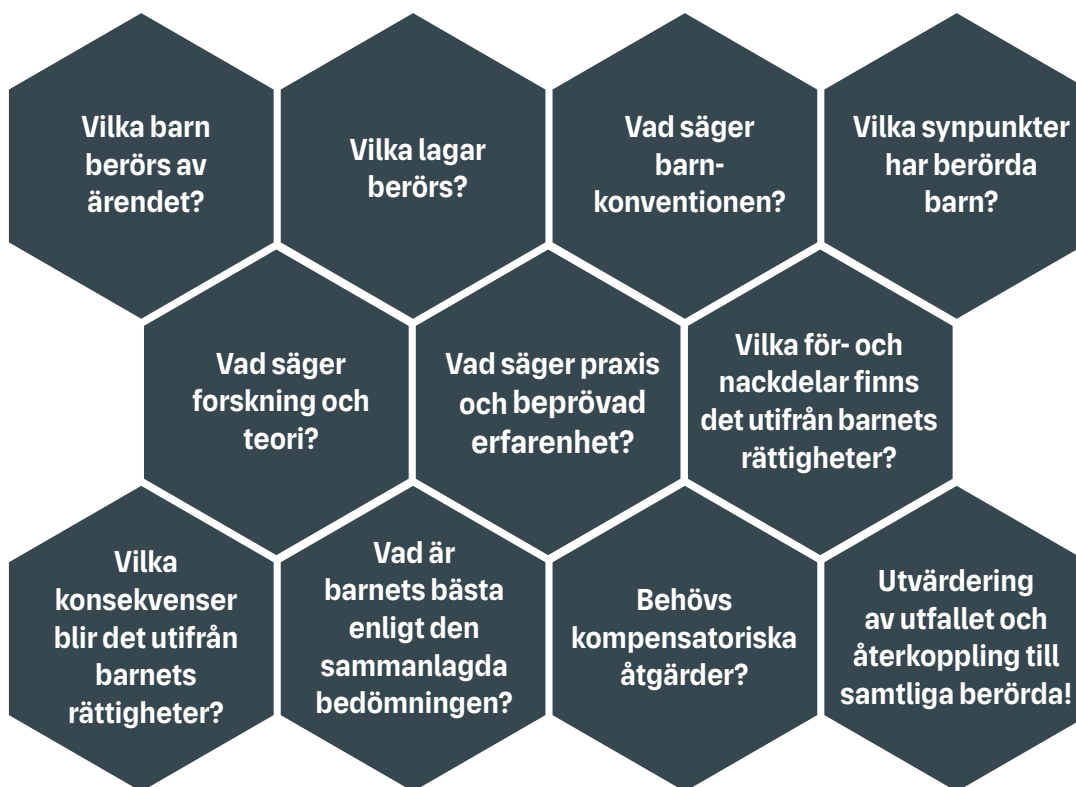 Vilka barn
berörs av
ärendet?
Vilka lagar
berörs?
Vad säger
barn-
konventionen?
Vilka synpunkter
har berörda
barn?
Vad säger
forskning och
teori?
Vad säger praxis
och beprövad
erfarenhet?
Vilka för- och
nackdelar finns
det utifrån barnets
rättigheter?
Vilka
konsekvenser
blir det utifrån
barnets
rättigheter?
Vad är
barnets bästa
enligt den
sammanlagda
bedömningen?
Behövs
kompensatoriska
åtgärder?
Utvärdering
av utfallet och
återkoppling till
samtliga berörda!